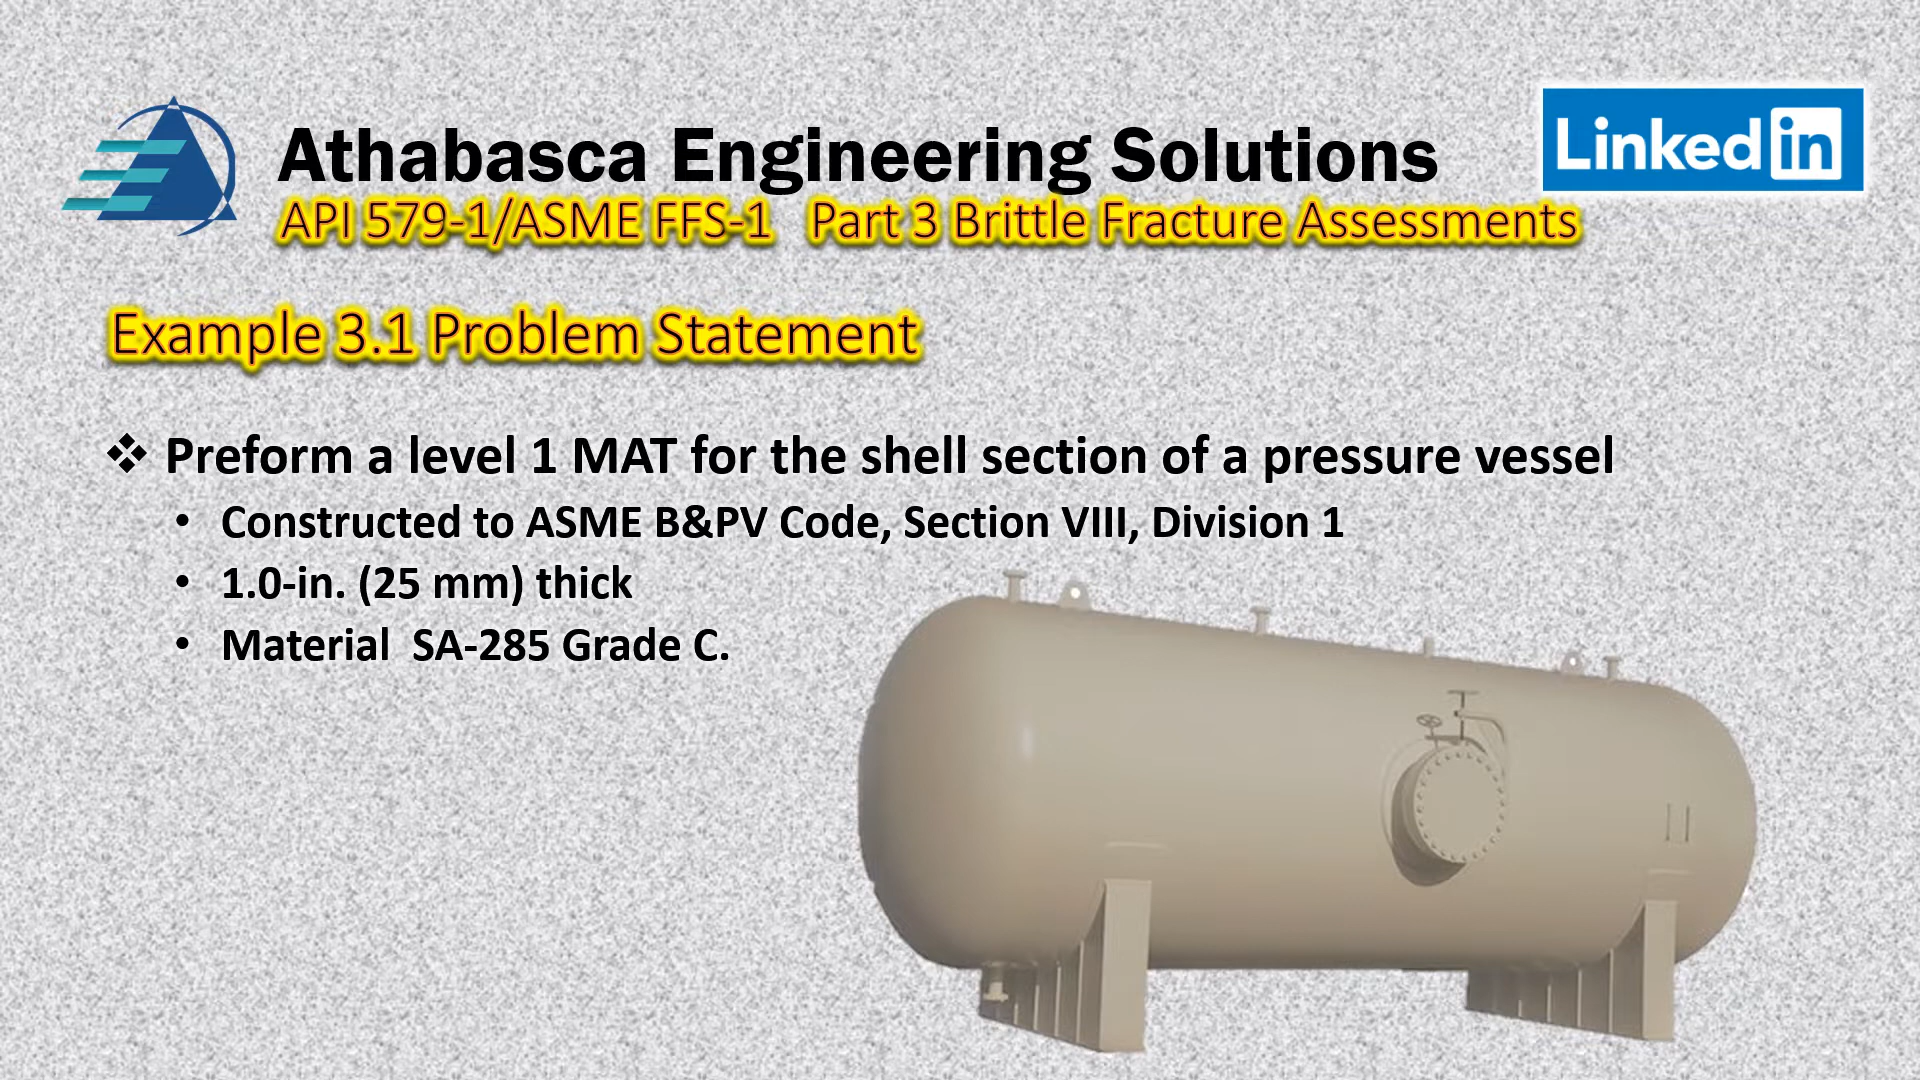 Athabasca Engineering Solutions
Linked in
API 579-1/ASME FFS-1 Part 3 Brittle Fracture Assessments
Example 3.1 Problem Statement
❖ Preform a level 1 MAT for the shell section of a pressure vessel
• Constructed to ASME B&PV Code, Section VIII, Division 1
• 1.0-in. (25 mm) thick
• Material SA-285 Grade C.